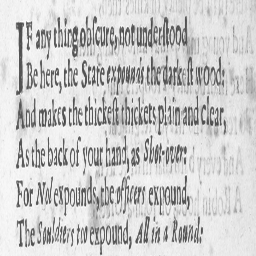 IF any thing obſcure, not underſtood
Be here, the State expounds the darkeſt wood:
And makes the thickeſt thickets plain and clear,
As the back of your hand, as Shot-over:
For Nol expounds, the officers expound,
The Souldiers too expound, All in a Round: